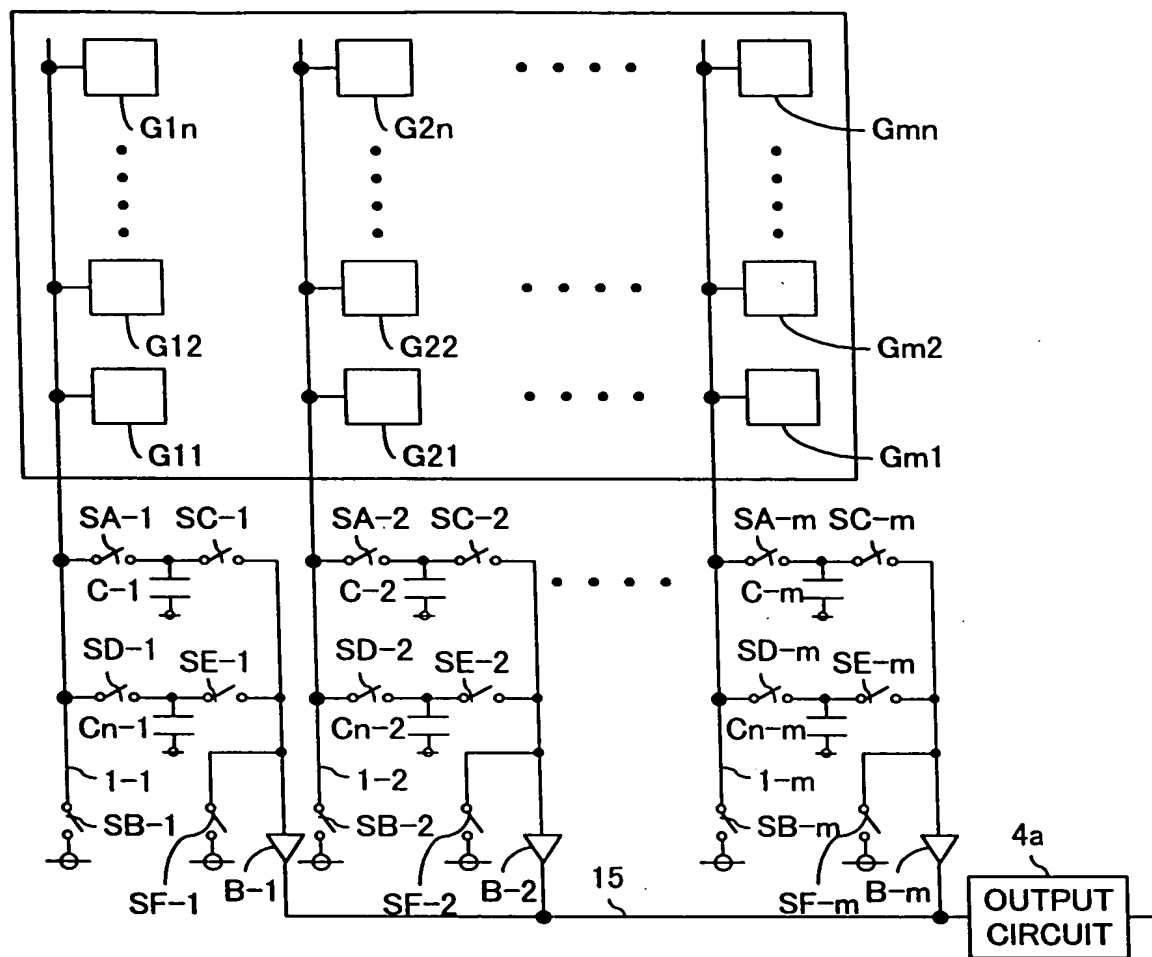 G1n G2n Gmn
G12 G22 Gm2
G11 G21 Gm1
SA-1 SC-1 SA-2 SC-2 SA-m SC-m
C-1 C-2 C-m
SD-1 SE-1 SD-2 SE-2 SD-m SE-m
Cn-1 Cn-2 Cn-m
1-1 1-2 1-m
SB-1 SB-2 SB-m
SF-1 B-1 SF-2 B-2 SF-m B-m
15
4a
OUTPUT
CIRCUIT